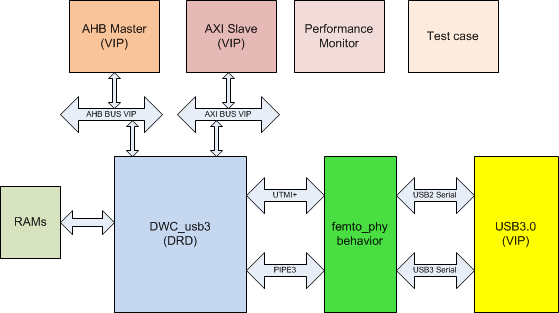 AHB Master
(VIP)
AXI Slave
(VIP)
Performance
Monitor
Test case
AHB BUS VIP
AXI BUS VIP
RAMs
DWC_usb3
(DRD)
UTMI+
PIPE3
femto_phy
behavior
USB2 Serial
USB3 Serial
USB3.0
(VIP)